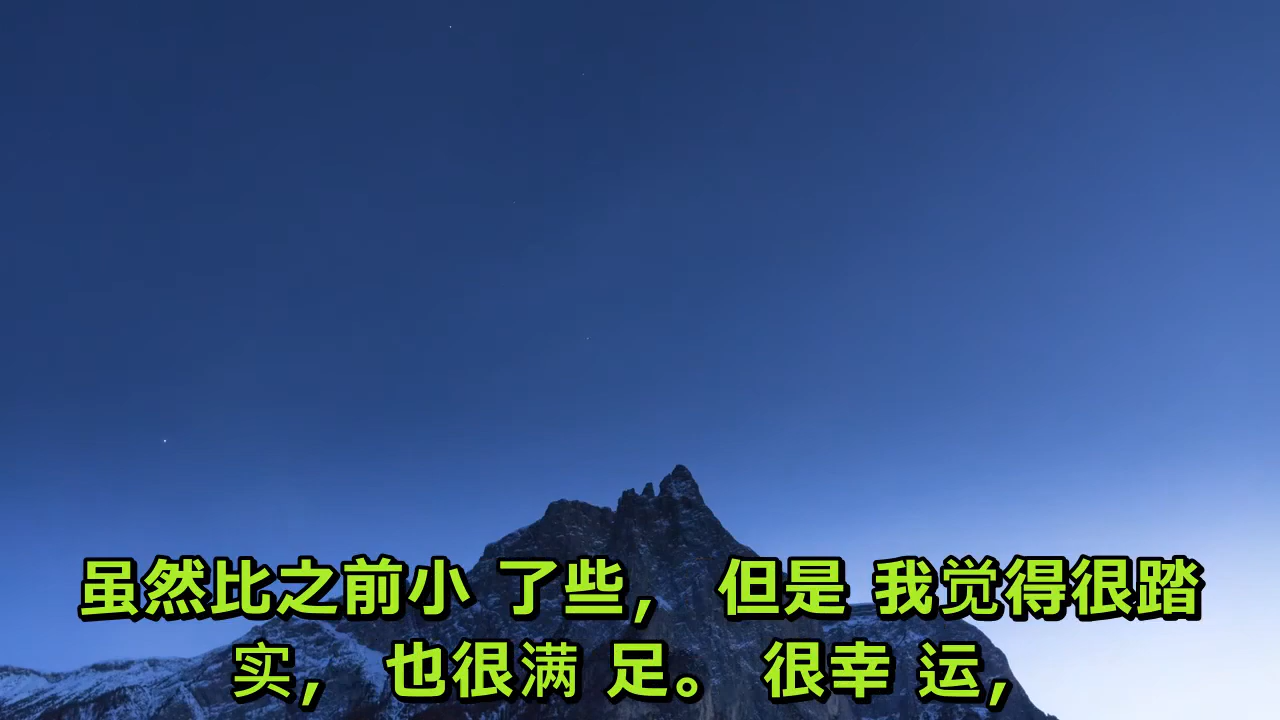 虽然比之前小 了些， 但是 我觉得很踏
实， 也很满 足。 很幸 运，